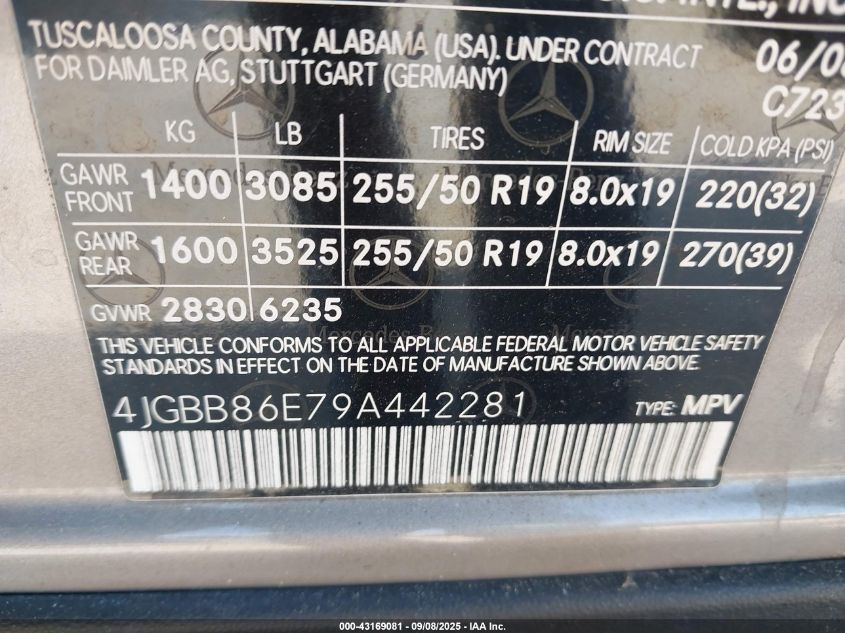 TUSCALOOSA COUNTY, ALABAMA (USA). UNDER CONTRACT
FOR DAIMLER AG, STUTTGART (GERMANY)
KG LB TIRES RIM SIZE COLD KPA (PSI)
GAWR FRONT 1400 3085 255/50 R19 8.0x19 220(32)
GAWR REAR 1600 3525 255/50 R19 8.0x19 270(39)
GVWR 2830 6235
Mercedes Benz
THIS VEHICLE CONFORMS TO ALL APPLICABLE FEDERAL MOTOR VEHICLE SAFETY
STANDARDS IN EFFECT ON THE DATE OF MANUFACTURE SHOWN ABOVE.
4JGBB86E79A442281 TYPE: MPV
000-43169081 - 09/08/2025 - IAA Inc.